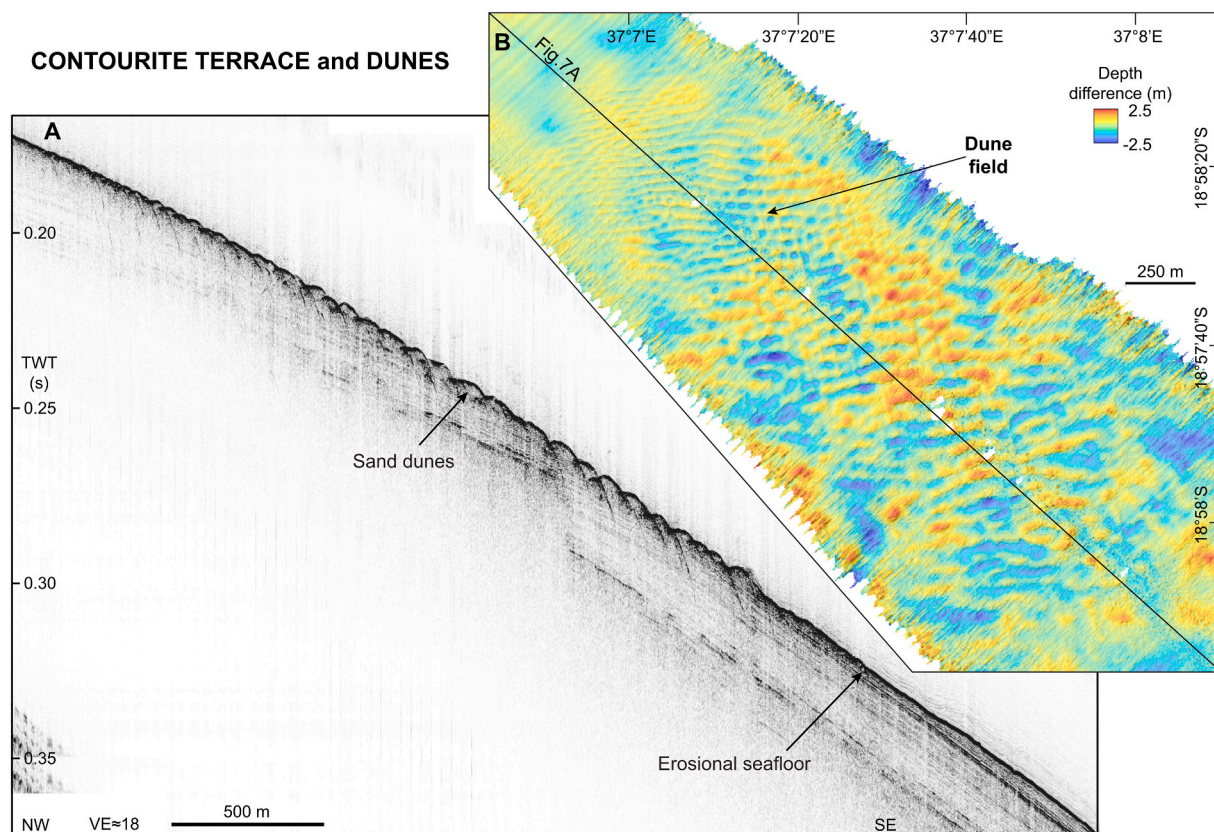 CONTOURITE TERRACE and DUNES
A
0.20
TWT
(s)
0.25
0.30
0.35
Sand dunes
Erosional seafloor
NW
VE≈18
500 m
SE
B
Fig.7A
37°7'E
37°7'20"E
37°7'40"E
37°8'E
Depth
difference (m)
2.5
-2.5
Dune
field
250 m
18°58'20"S
18°57'40"S
18°58'S